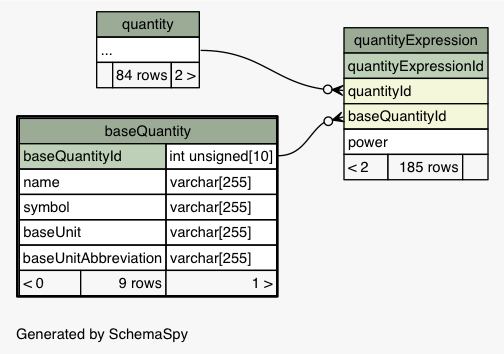 quantity
...
84 rows 2 >
quantityExpression
quantityExpressionId
quantityId
baseQuantityId
power
< 2 185 rows
baseQuantity
baseQuantityId int unsigned[10]
name varchar[255]
symbol varchar[255]
baseUnit varchar[255]
baseUnitAbbreviation varchar[255]
< 0 9 rows 1 >
Generated by SchemaSpy